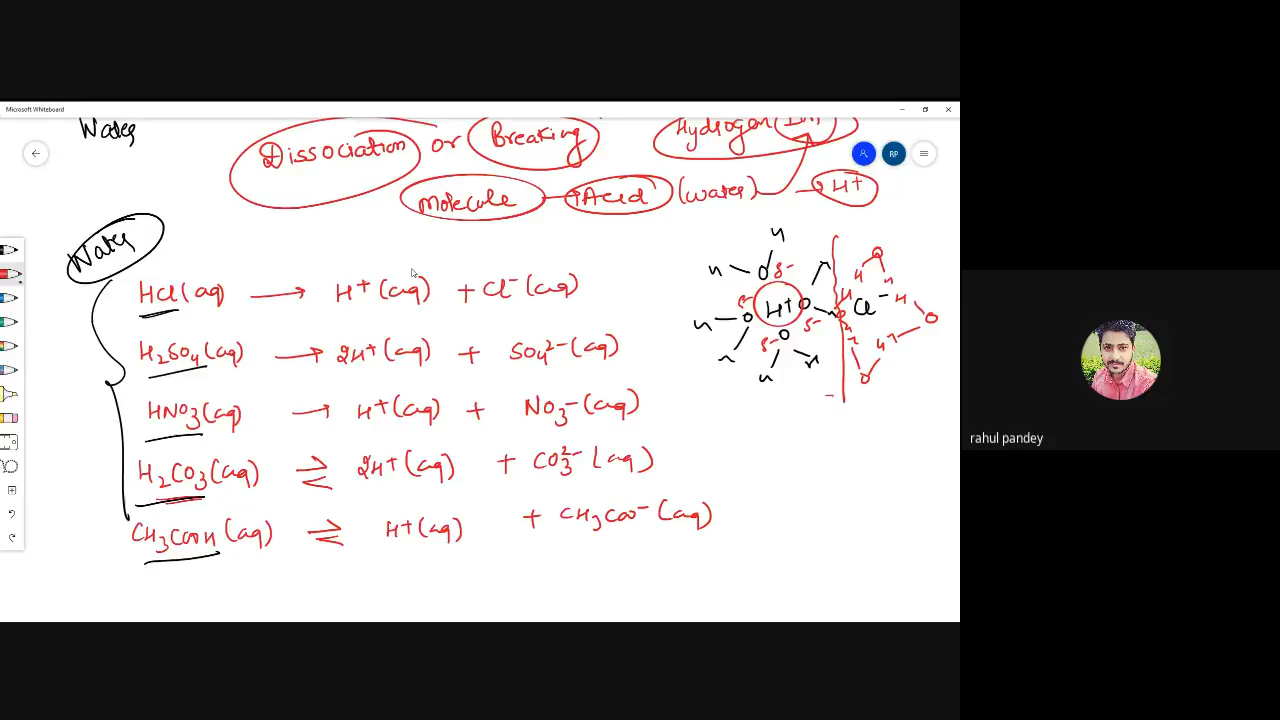 Microsoft Whiteboard
Water
Dissociation or Breaking Hydrogen (Ion)
Molecule → Acid (water) → H+
RP
Water
HCl(aq) → H+(aq) + Cl-(aq)
H2SO4(aq) → 2H+(aq) + SO4^2-(aq)
HNO3(aq) → H+(aq) + NO3-(aq)
H2CO3(aq) ⇌ 2H+(aq) + CO3^2-(aq)
CH3COOH(aq) ⇌ H+(aq) + CH3COO-(aq)
H
O δ-
H
H
δ-
H O H+ O Cl-
H
δ-
δ-
O
H
H
O
H
H
O
H
H
O
rahul pandey